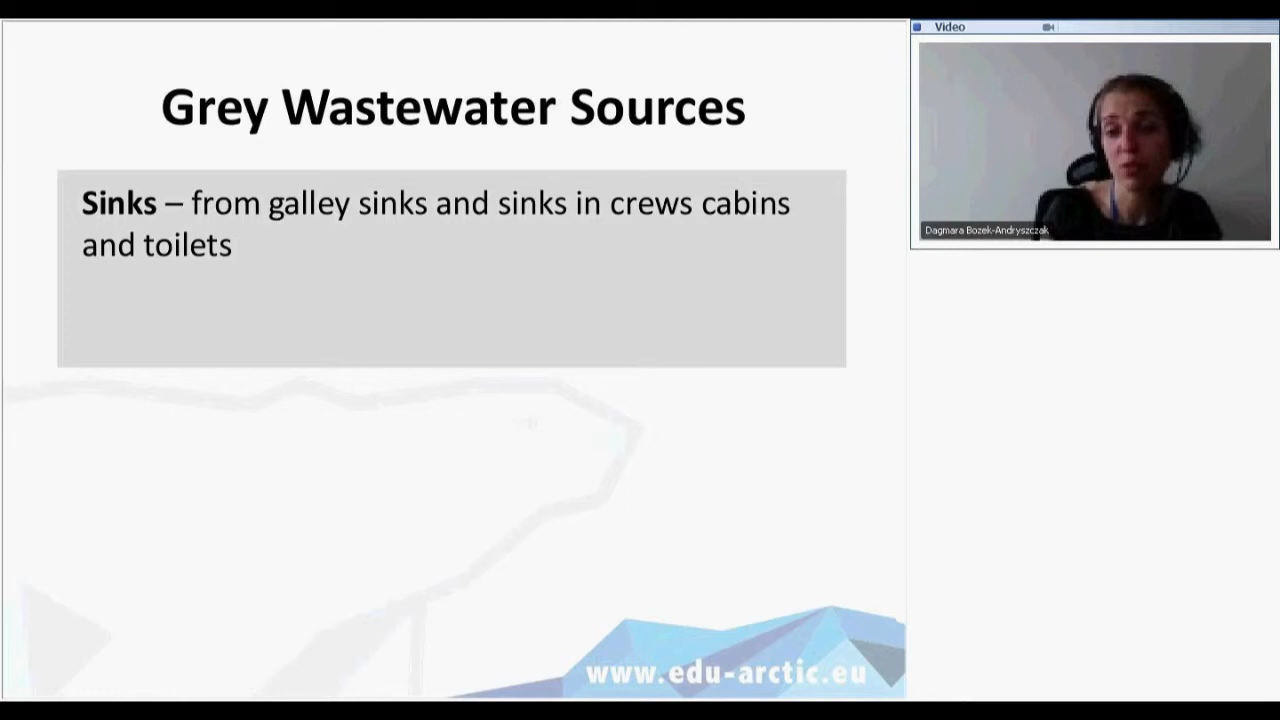 Grey Wastewater Sources
Sinks – from galley sinks and sinks in crews cabins
and toilets
www.edu-arctic.eu
Video
Dagmara Bozek-Andryszczak